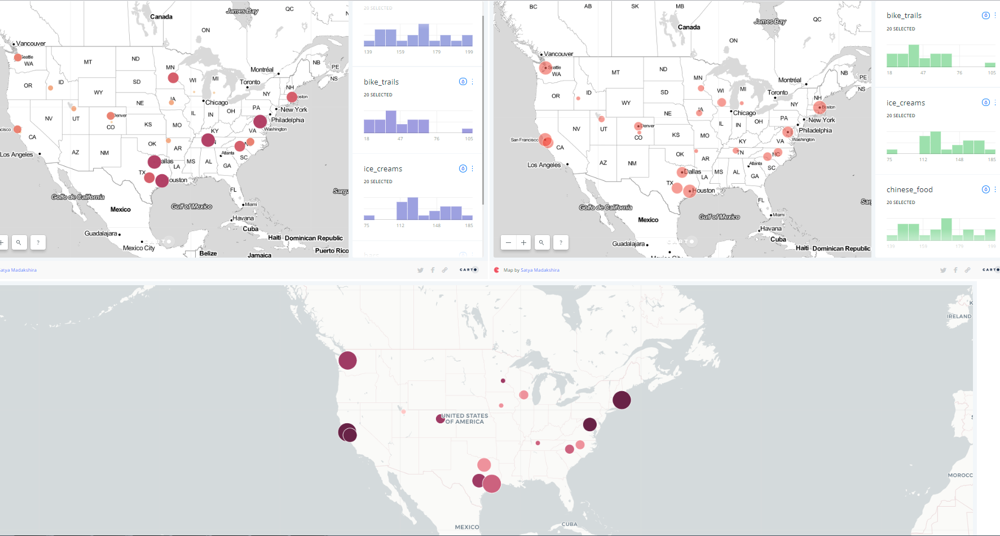 20 SELECTED
139 159 179 199
bike_trails
20 SELECTED
18 47 76 105
ice_creams
20 SELECTED
75 112 148 185
bars
Canada
James Bay
QC
ON
Vancouver
Seattle
WA
MT
ND
MN
OR
ID
WY
SD
WI
MI
Montréal
Toronto
NB
PE
NS
NH
NY
NE
IA
Chicago
PA
New York
NV
UT
Denver
CO
KS
MO
IL
IN
OH
Philadelphia
Washington
CA
KY
VA
Los Angeles
AZ
NM
OK
AR
Atlanta
SC
TX
LA
MS
AL
GA
FL
Golfo de California
Gulf of Mexico
Mexico
Miami
Havana
Cuba
Guadalajara
Mexico City
Haiti
Dominican Republic
Puerto Rico
Belize
Jamaica
+
?
CARTO
Satya Madakshira
CARTO
BC
AB
SK
MB
Canada
James Bay
QC
ON
Vancouver
Seattle
WA
MT
ND
MN
OR
ID
WY
SD
WI
MI
Montréal
Toronto
NB
PE
NS
NH
Boston
NY
NE
IA
Chicago
PA
New York
NV
UT
Denver
CO
KS
MO
IL
IN
OH
Philadelphia
Washington
San Francisco
CA
KY
VA
Los Angeles
AZ
NM
OK
AR
TN
NC
Atlanta
SC
Dallas
TX
LA
MS
AL
GA
Houston
FL
Golfo de California
Gulf of Mexico
Mexico
Miami
Havana
Cuba
Guadalajara
Mexico City
Haiti
Dominican Republic
− +
?
CARTO
bike_trails
20 SELECTED
18 47 76 105
ice_creams
20 SELECTED
75 112 148 185
chinese_food
20 SELECTED
139 159 179 199
Map by Satya Madakshira
CARTO
IRELAND
UNITED STATES
OF AMERICA
MOROCC
MEXICO
CUBA